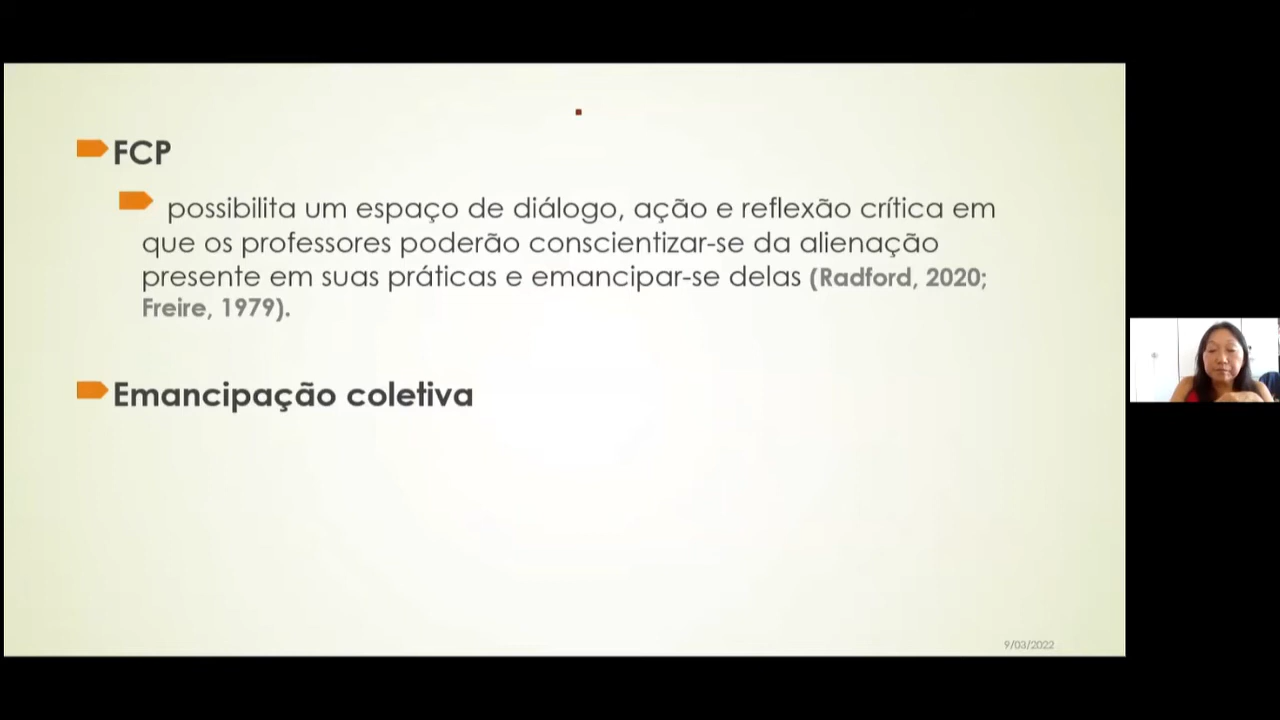 FCP
possibilita um espaço de diálogo, ação e reflexão crítica em
que os professores poderão conscientizar-se da alienação
presente em suas práticas e emancipar-se delas (Radford, 2020;
Freire, 1979).
Emancipação coletiva
9/03/2022